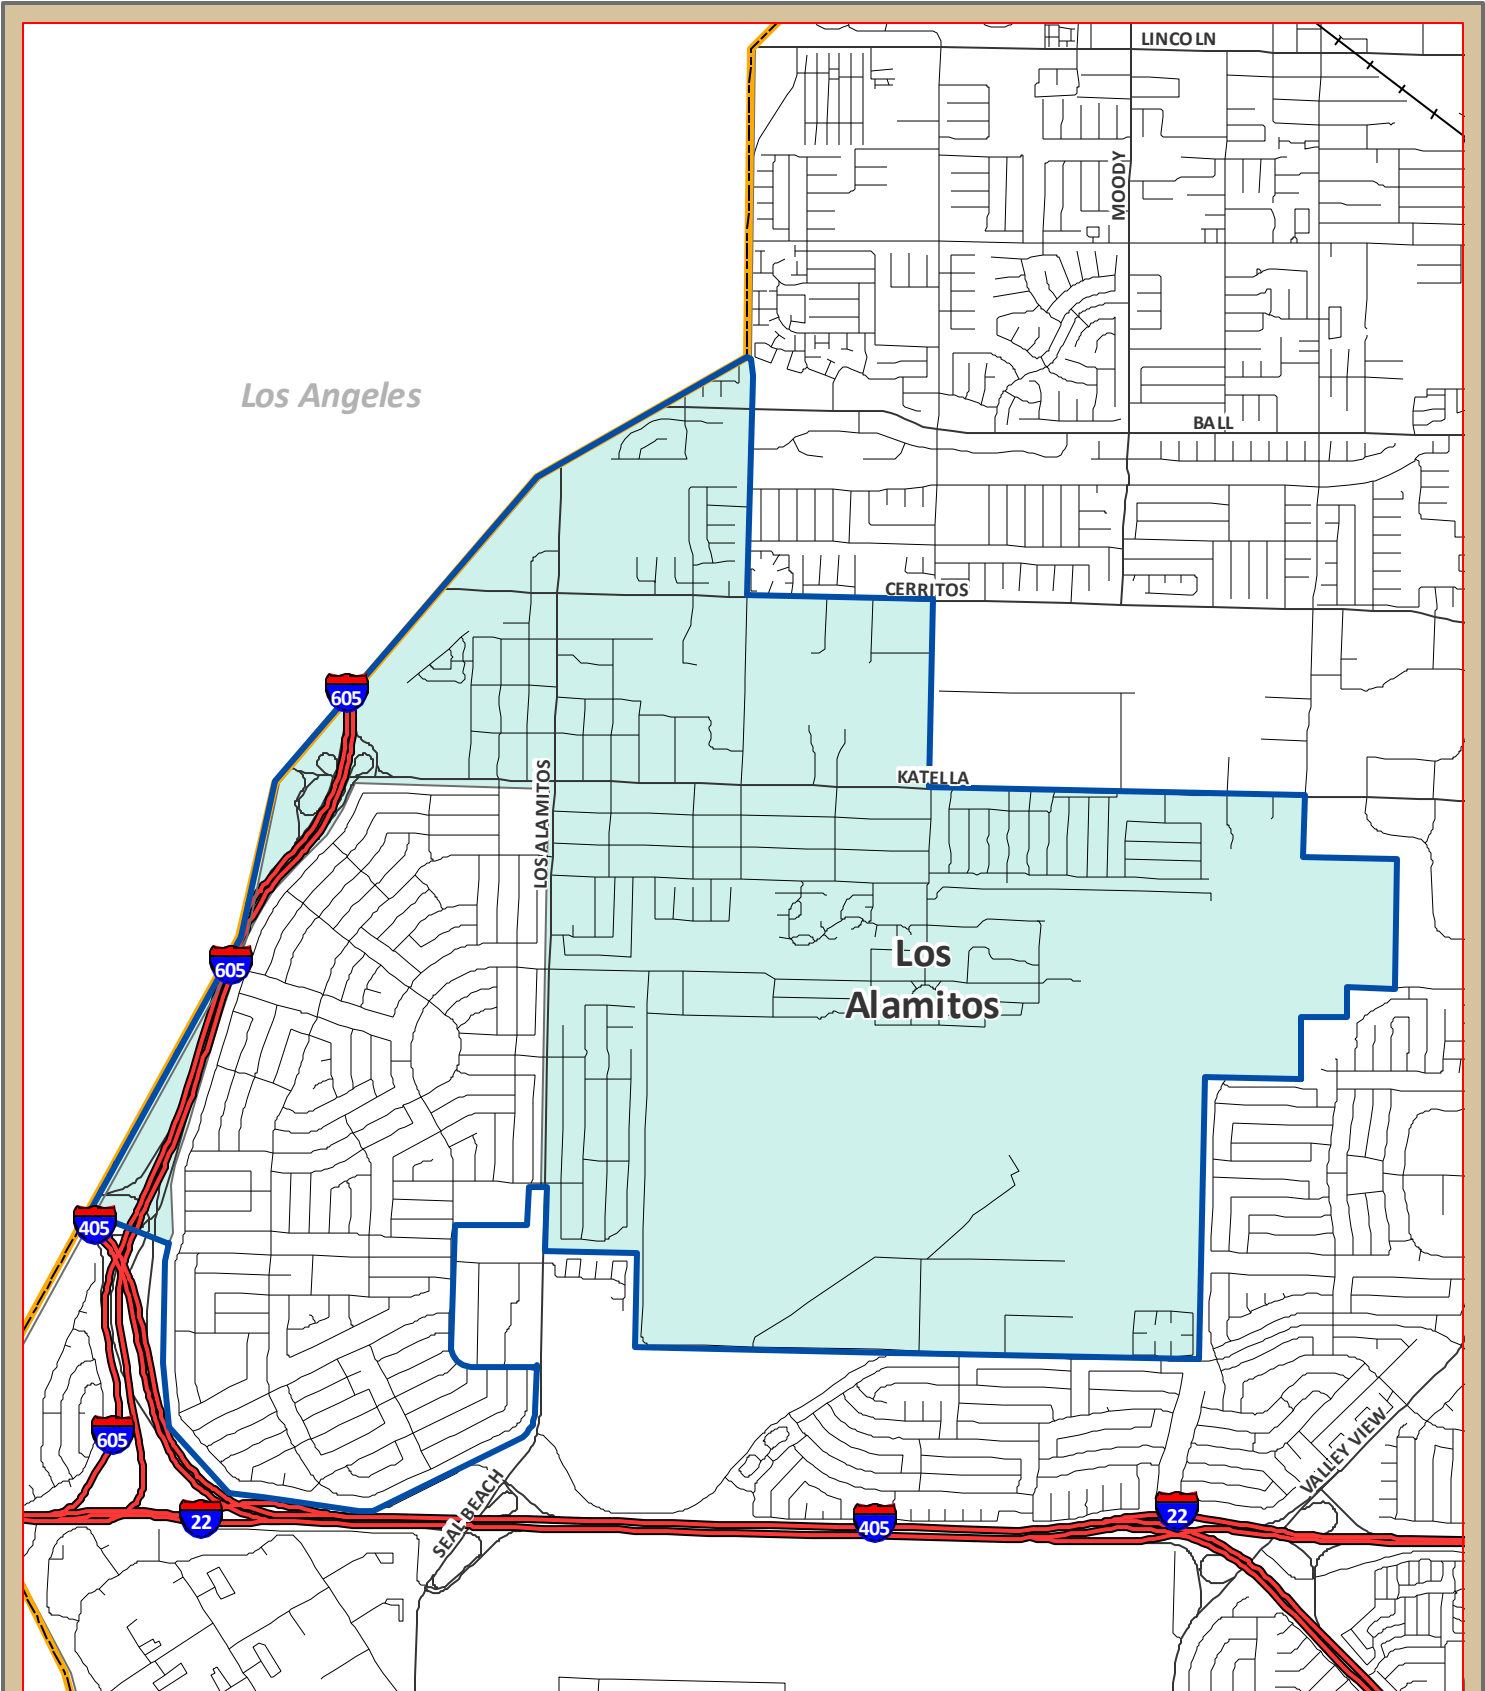 LINCOLN
MOODY
Los Angeles
BALL
CERRITOS
605
KATELLA
LOS ALAMITOS
605
Los
Alamitos
405
605
VALLEY VIEW
SEAL BEACH
22
405
22